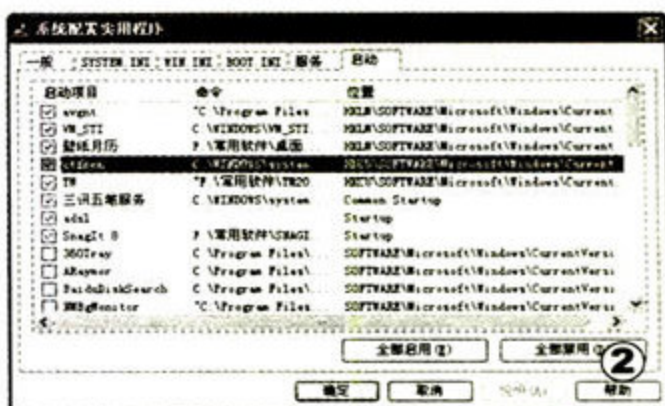 系统配置实用程序
一般 SYSTEM INI WIN INI BOOT INI 服务 启动
启动项目 命令 位置
avgnt "C \Program Files HKLM\SOFTWARE\Microsoft\Windows\Current
VM_STI C \WINDOWS\VM_STI HKLM\SOFTWARE\Microsoft\Windows\Current
壁纸月历 F \常用软件\桌面 HKLM\SOFTWARE\Microsoft\Windows\Current
ctfmon C \WINDOWS\system HKCU\SOFTWARE\Microsoft\Windows\Current
TW "F \常用软件\TW20 HKCU\SOFTWARE\Microsoft\Windows\Current
三讯五笔服务 C \WINDOWS\system Common Startup
adsl Startup
SnagIt 8 F \常用软件\SNAGI Startup
360Tray C \Program Files\ SOFTWARE\Microsoft\Windows\CurrentVersi
ARaymor C \Program Files\ SOFTWARE\Microsoft\Windows\CurrentVersi
BaiduDiskSearch C \Program Files\ SOFTWARE\Microsoft\Windows\CurrentVersi
"C \Program Files SOFTWARE\Microsoft\Windows\CurrentVersi
全部启用(E) 全部禁用
2
确定 取消 帮助